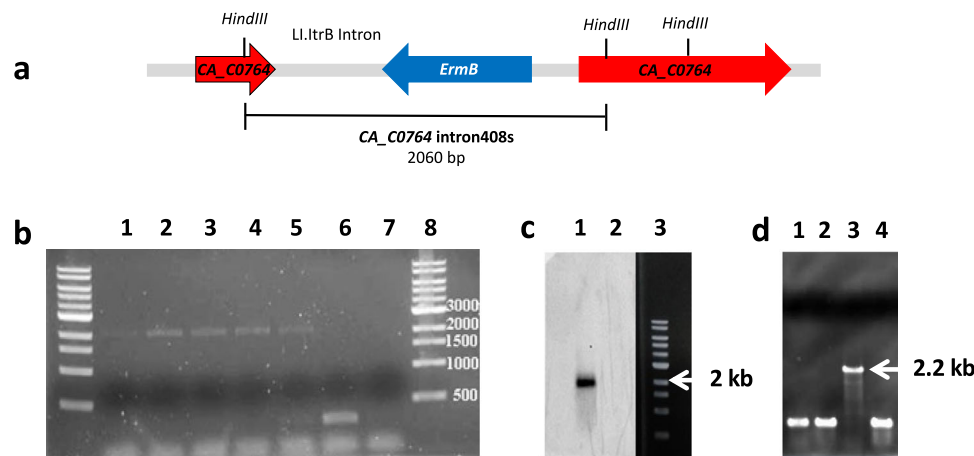 HindIII
LI.ltrB Intron
HindIII
HindIII
a
CA_C0764
ErmB
CA_C0764
CA_C0764 intron408s
2060 bp
b
1 2 3 4 5 6 7 8
3000
2000
1500
1000
500
c
1 2 3
2 kb
d
1 2 3 4
2.2 kb